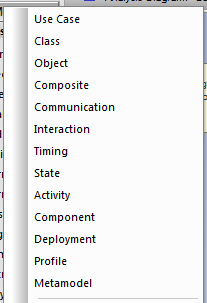 Use Case
Class
Object
Composite
Communication
Interaction
Timing
State
Activity
Component
Deployment
Profile
Metamodel